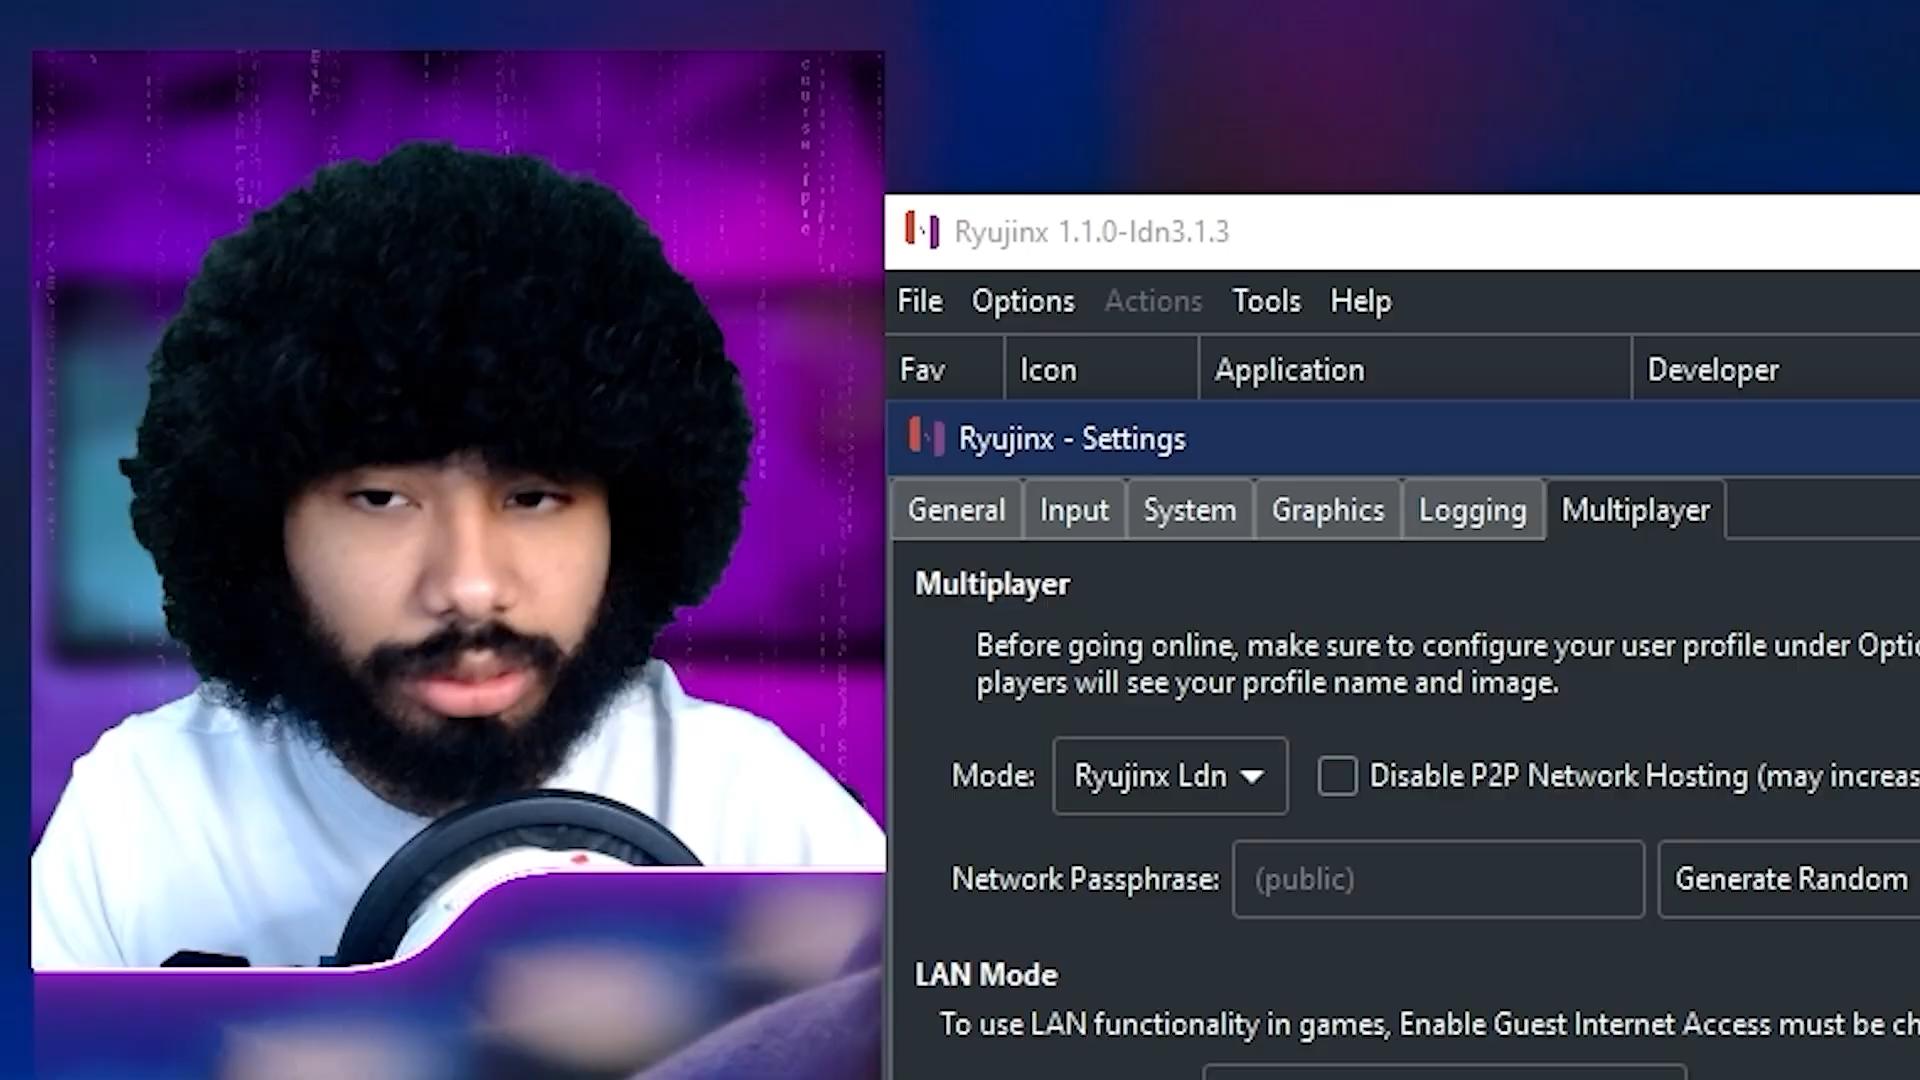 Ryujinx 1.1.0-ldn3.1.3
File Options Actions Tools Help
Fav Icon Application Developer
Ryujinx - Settings
General Input System Graphics Logging Multiplayer
Multiplayer
Before going online, make sure to configure your user profile under
players will see your profile name and image.
Mode: Ryujinx Ldn Disable P2P Network Hosting (may
Network Passphrase: (public) Generate Random
LAN Mode
To use LAN functionality in games, Enable Guest Internet Access must be